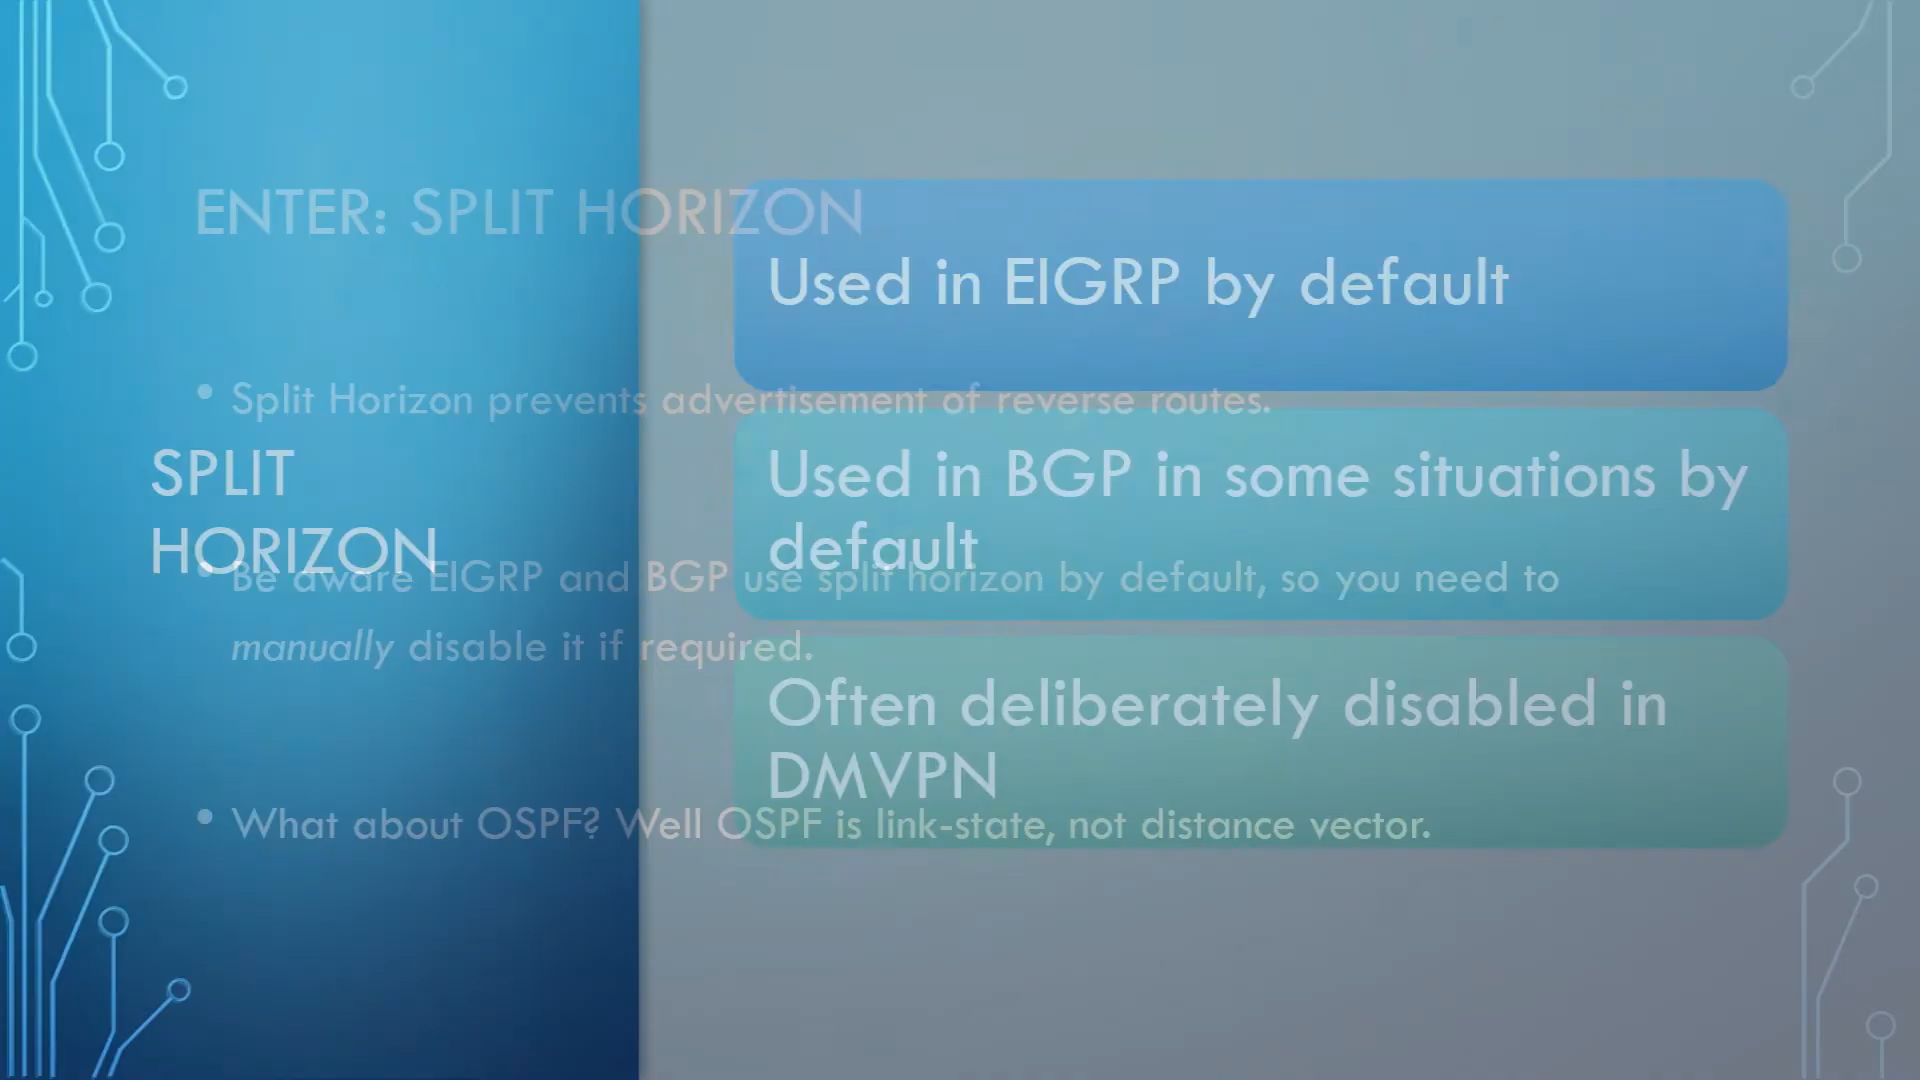 ENTER: SPLIT HORIZON
• Split Horizon prevents advertisement of reverse routes.
• Be aware EIGRP and BGP use split horizon by default, so you need to
manually disable it if required.
• What about OSPF? Well OSPF is link-state, not distance vector.
SPLIT
HORIZON
Used in EIGRP by default
Used in BGP in some situations by
default
Often deliberately disabled in
DMVPN